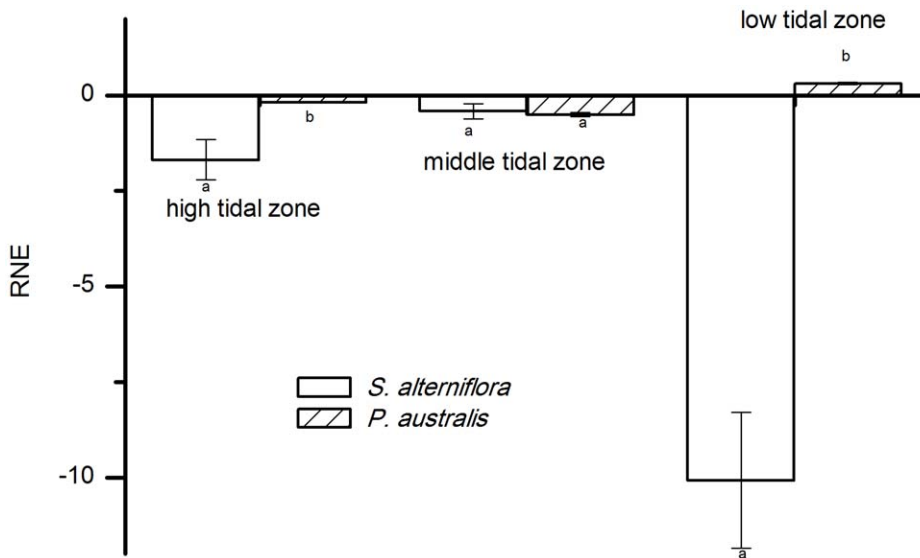 low tidal zone
b
0
b
a
a
middle tidal zone
a
high tidal zone
RNE
-5
S. alterniflora
P. australis
-10
a